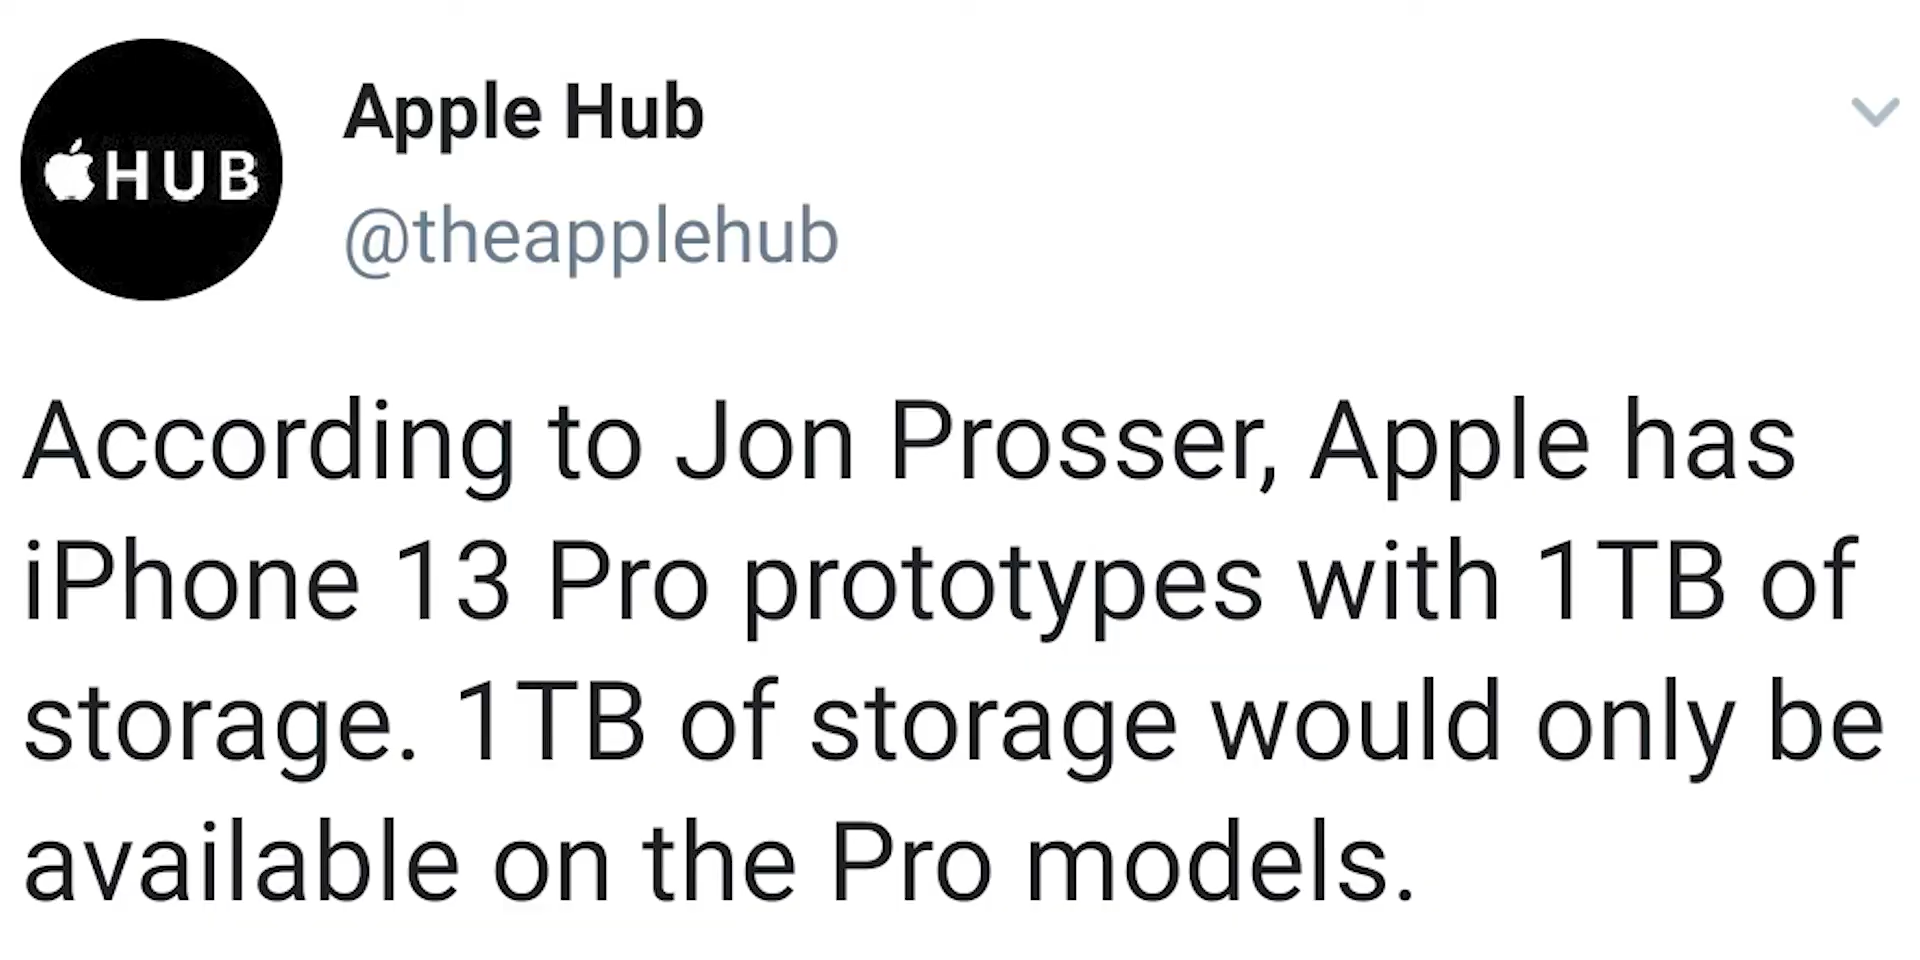 HUB
Apple Hub
@theapplehub
According to Jon Prosser, Apple has
iPhone 13 Pro prototypes with 1TB of
storage. 1TB of storage would only be
available on the Pro models.